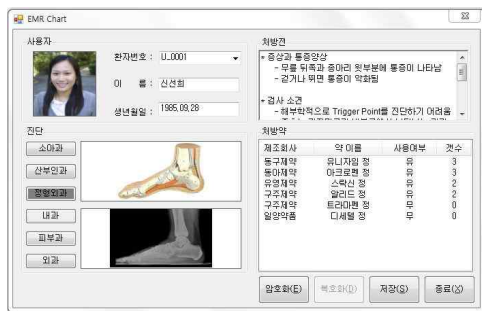 EMR Chart
사용자
환자번호 : U_0001
이 름 : 신선희
생년월일 : 1985,09,28
처방전
* 증상과 통증양상
- 무릎 뒤쪽과 종아리 윗부분에 통증이 나타남
- 걷거나 뛰면 통증이 악화됨
* 검사 소견
- 해부학적으로 Trigger Point를 진단하기 어려움
진단
소아과
산부인과
정형외과
내과
피부과
외과
처방약
제조회사 약 이름 사용여부 갯수
동구제약 유니자임 정 유 3
동아제약 아크로펜 정 유 3
유영제약 스락신 정 유 2
구주제약 알리드 정 유 2
구주제약 트라마펜 정 무 0
일양약품 디세텔 정 무 0
암호화(E) 복호화(D) 저장(S) 종료(X)